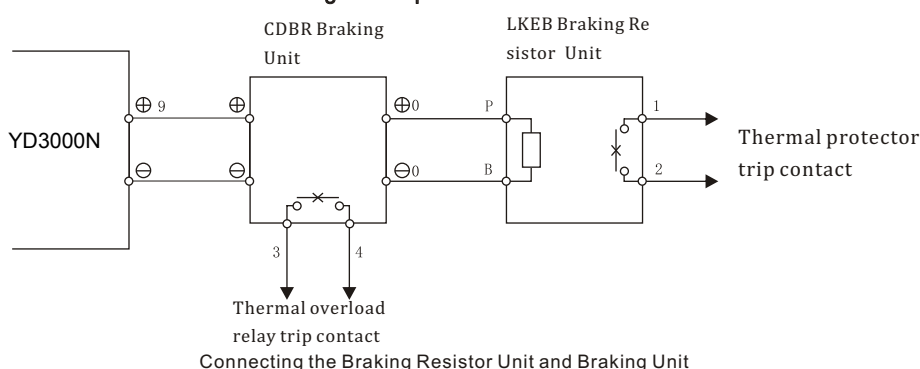 CDBR Braking
Unit
LKEB Braking Re
sistor Unit
⊕ 9
⊕
⊕0
P
1
YD3000N
Thermal protector
trip contact
⊖
⊖
⊖0
B
2
3
4
Thermal overload
relay trip contact
Connecting the Braking Resistor Unit and Braking Unit